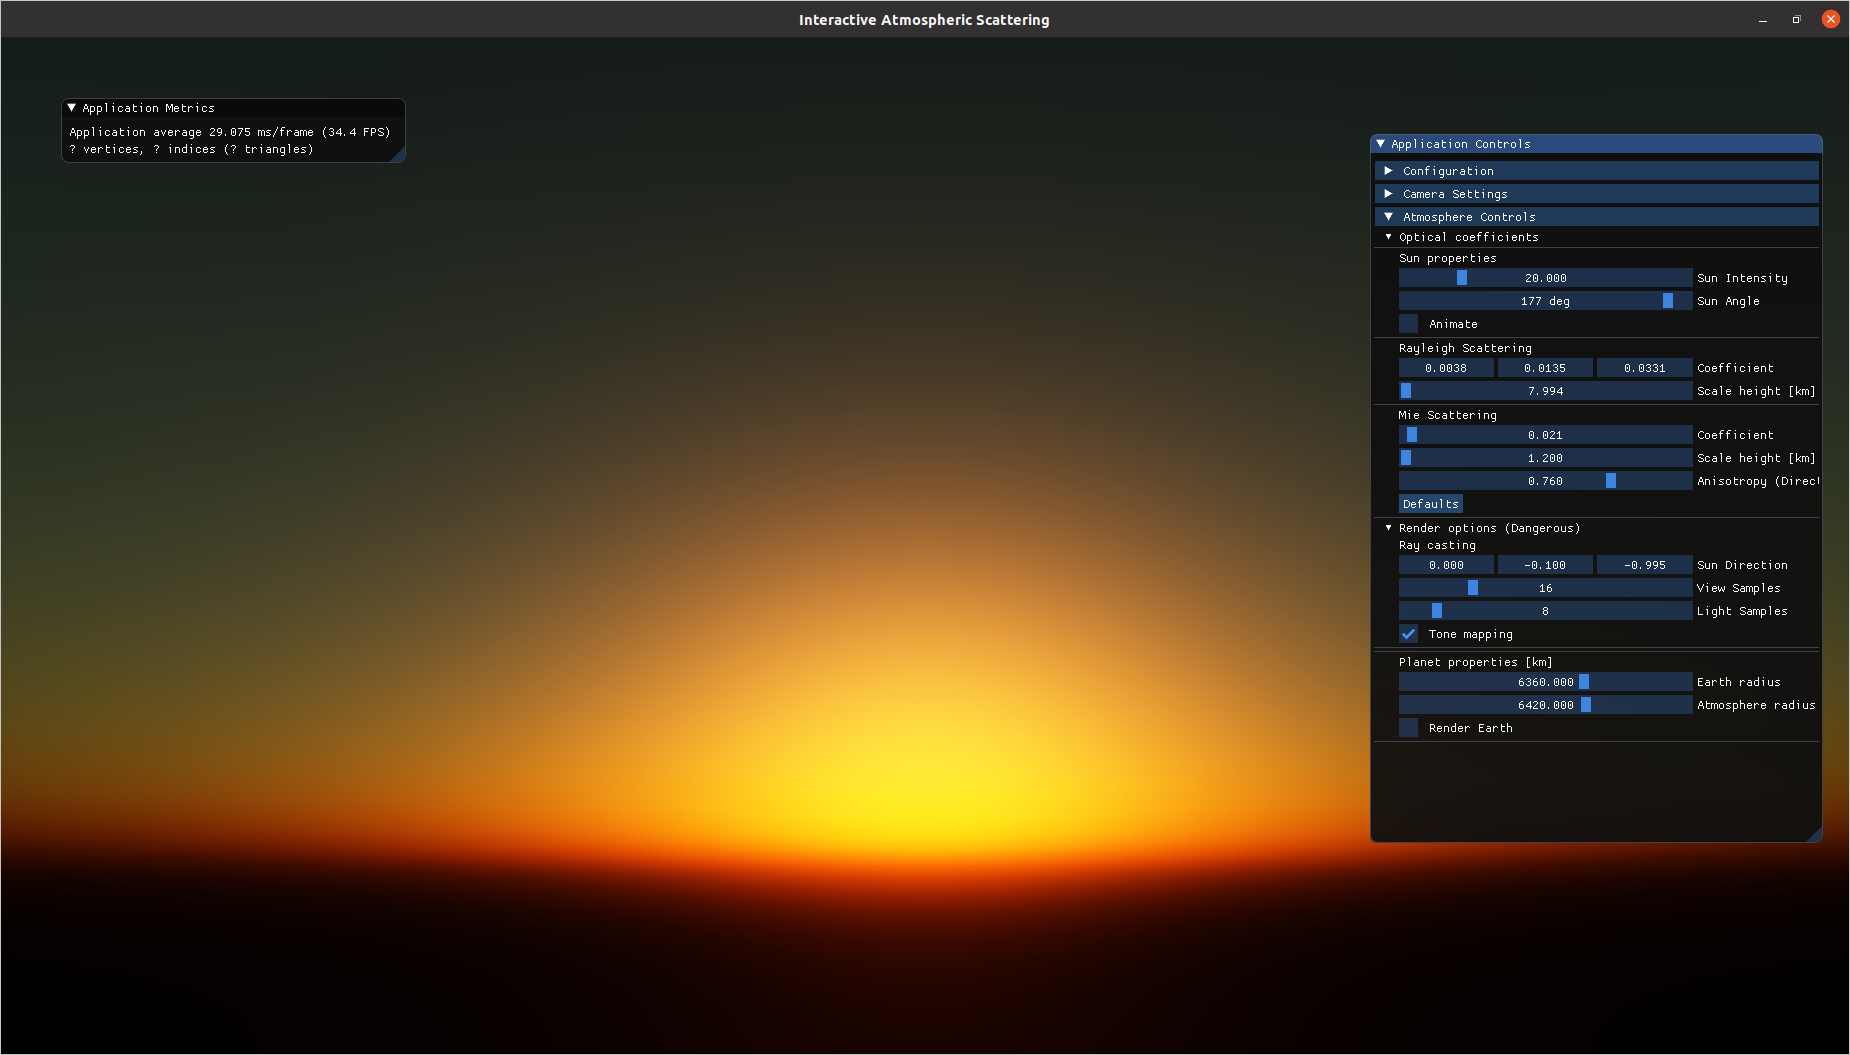 Interactive Atmospheric Scattering
Application Metrics
Application average 29.075 ms/frame (34.4 FPS)
? vertices, ? indices (? triangles)
Application Controls
Configuration
Camera Settings
Atmosphere Controls
Optical coefficients
Sun properties
20.000 Sun Intensity
177 deg Sun Angle
Animate
Rayleigh Scattering
0.0038 0.0135 0.0331 Coefficient
7.994 Scale height [km]
Mie Scattering
0.021 Coefficient
1.200 Scale height [km]
0.760 Anisotropy
Defaults
Render options (Dangerous)
Ray casting
0.000 -0.100 -0.995 Sun Direction
16 View Samples
8 Light Samples
Tone mapping
Planet properties [km]
6360.000 Earth radius
6420.000 Atmosphere radius
Render Earth